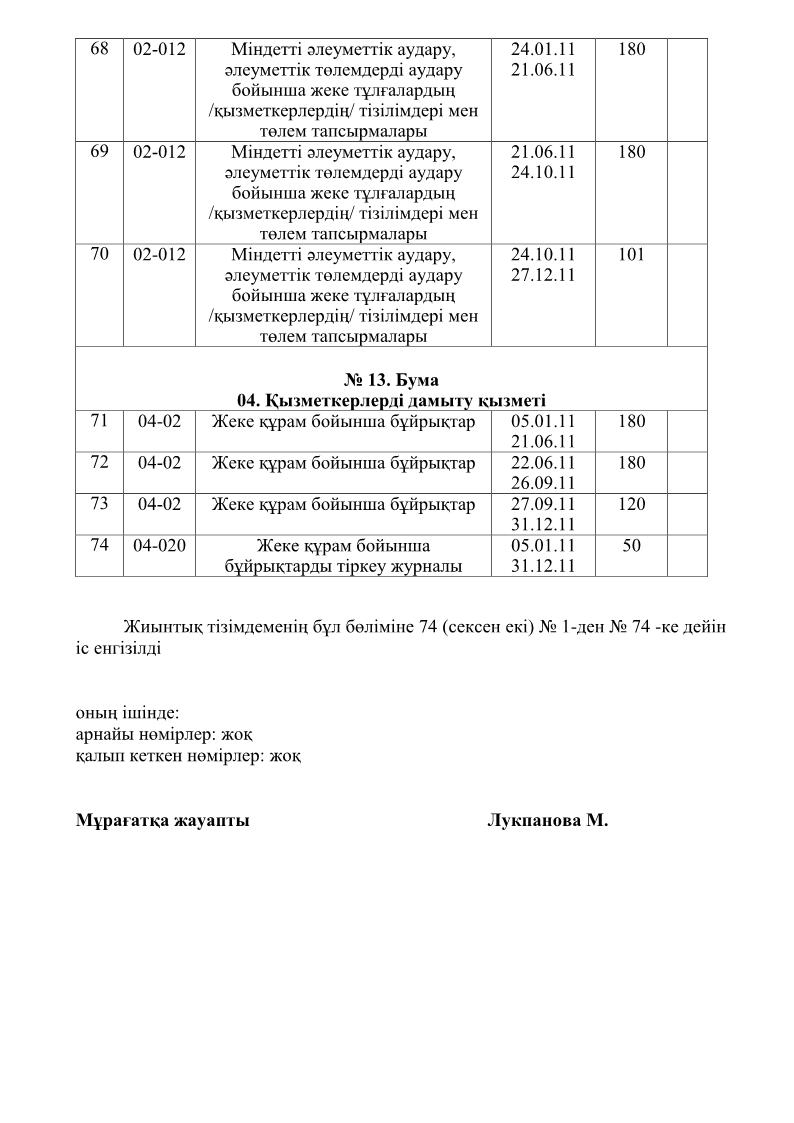 68 02-012 Міндетті әлеуметтік аудару, 24.01.11 180
әлеуметтік төлемдерді аудару 21.06.11
бойынша жеке тұлғалардың
/қызметкерлердің/ тізілімдері мен
төлем тапсырмалары
69 02-012 Міндетті әлеуметтік аудару, 21.06.11 180
әлеуметтік төлемдерді аудару 24.10.11
бойынша жеке тұлғалардың
/қызметкерлердің/ тізілімдері мен
төлем тапсырмалары
70 02-012 Міндетті әлеуметтік аудару, 24.10.11 101
әлеуметтік төлемдерді аудару 27.12.11
бойынша жеке тұлғалардың
/қызметкерлердің/ тізілімдері мен
төлем тапсырмалары
№ 13. Бума
04. Қызметкерлерді дамыту қызметі
71 04-02 Жеке құрам бойынша бұйрықтар 05.01.11 180
21.06.11
72 04-02 Жеке құрам бойынша бұйрықтар 22.06.11 180
26.09.11
73 04-02 Жеке құрам бойынша бұйрықтар 27.09.11 120
31.12.11
74 04-020 Жеке құрам бойынша 05.01.11 50
бұйрықтарды тіркеу журналы 31.12.11
Жиынтық тізімдеменің бұл бөліміне 74 (сексен екі) № 1-ден № 74 -ке дейін
іс енгізілді
оның ішінде:
арнайы нөмірлер: жоқ
қалып кеткен нөмірлер: жоқ
Мұрағатқа жауапты Лукпанова М.